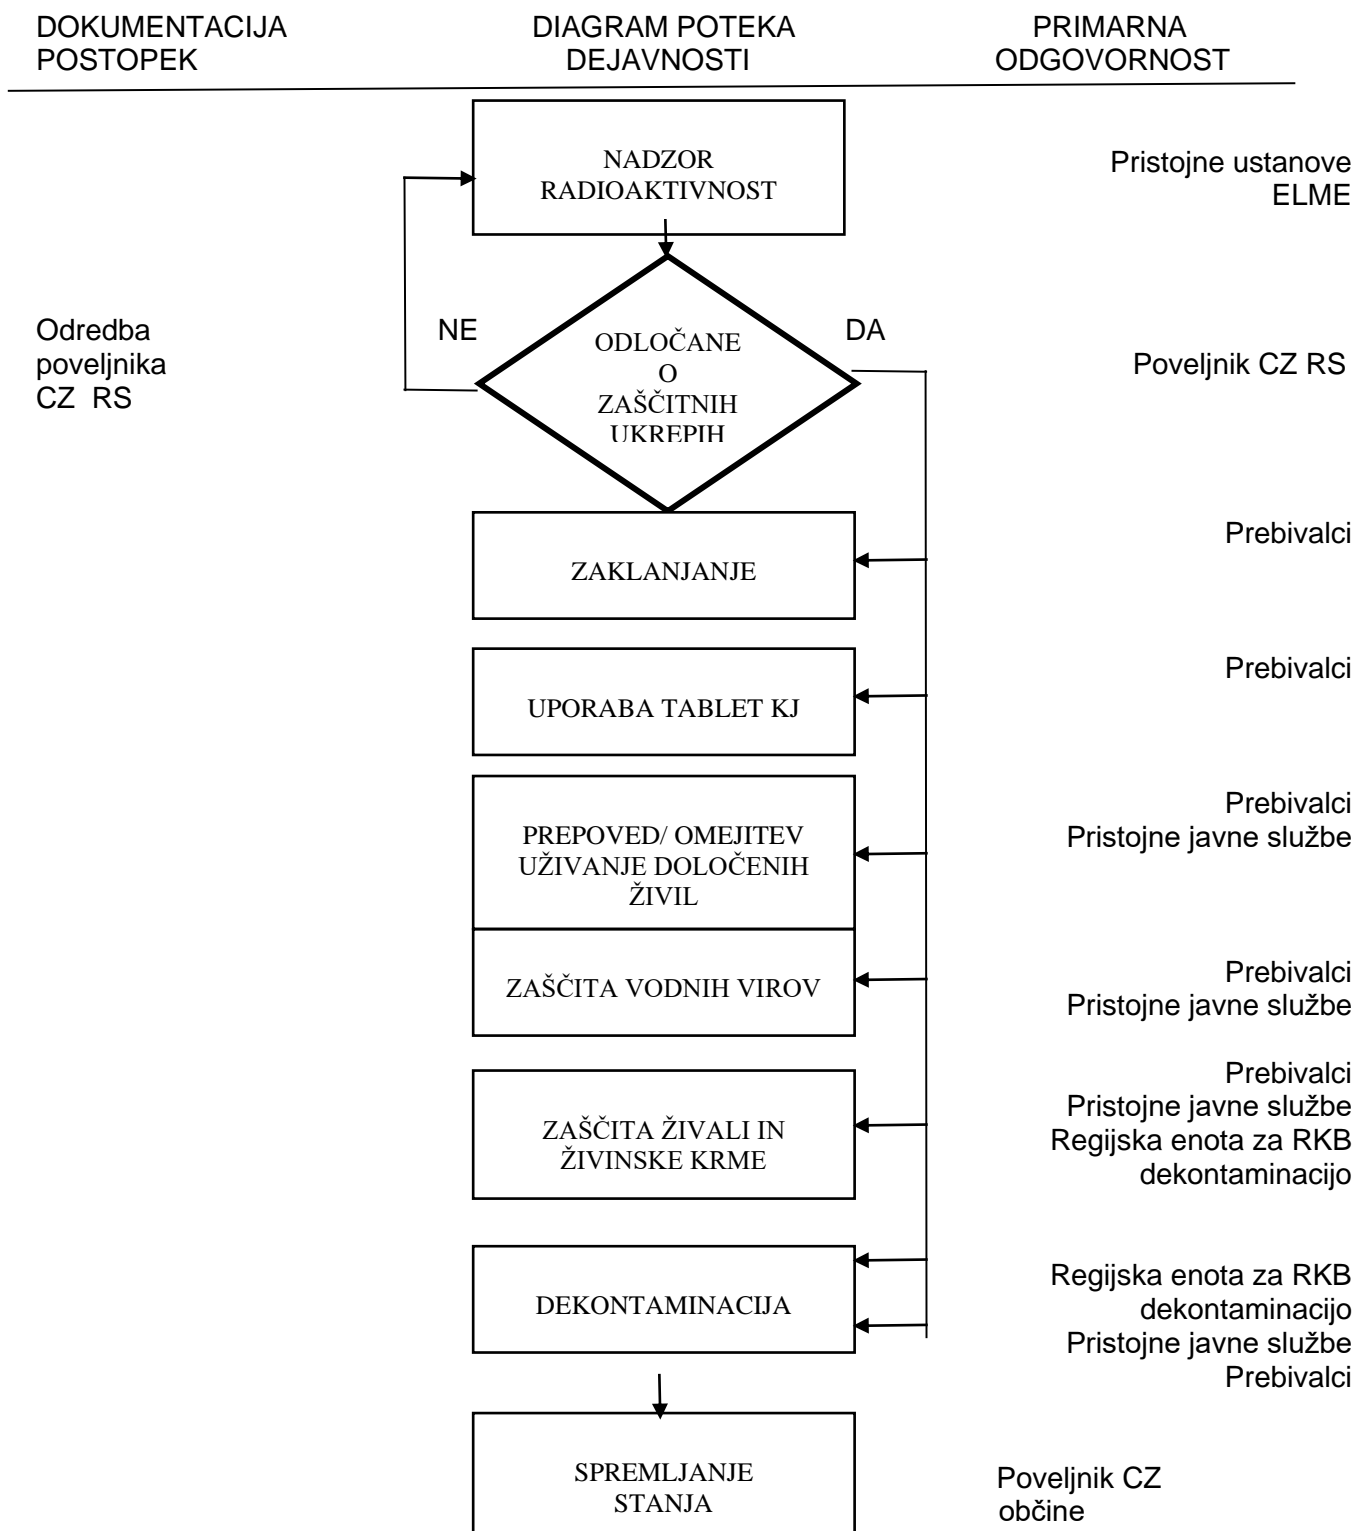 DOKUMENTACIJA
POSTOPEK
DIAGRAM POTEKA
DEJAVNOSTI
PRIMARNA
ODGOVORNOST
NADZOR
RADIOAKTIVNOST
Pristojne ustanove
ELME
Odredba
poveljnika
CZ RS
NE
ODLOČANE
O
ZAŠČITNIH
UKREPIH
DA
Poveljnik CZ RS
ZAKLANJANJE
Prebivalci
UPORABA TABLET KJ
Prebivalci
PREPOVED/ OMEJITEV
UŽIVANJE DOLOČENIH
ŽIVIL
Prebivalci
Pristojne javne službe
ZAŠČITA VODNIH VIROV
Prebivalci
Pristojne javne službe
ZAŠČITA ŽIVALI IN
ŽIVINSKE KRME
Prebivalci
Pristojne javne službe
Regijska enota za RKB
dekontaminacijo
DEKONTAMINACIJA
Regijska enota za RKB
dekontaminacijo
Pristojne javne službe
Prebivalci
SPREMLJANJE
STANJA
Poveljnik CZ
občine